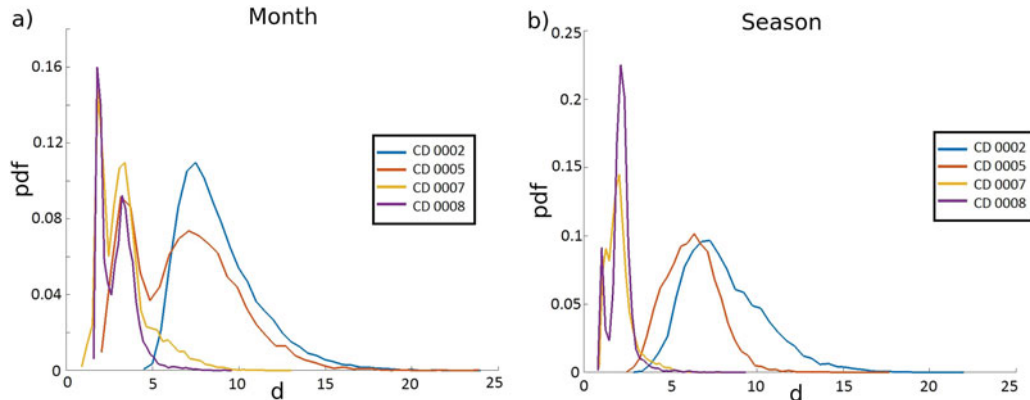 a) Month
0.16
0.12
0.08
0.04
0
pdf
CD 0002
CD 0005
CD 0007
CD 0008
0 5 10 15 20 25
d
b) Season
0.25
0.2
0.15
0.1
0.05
0
pdf
CD 0002
CD 0005
CD 0007
CD 0008
0 5 10 15 20 25
d